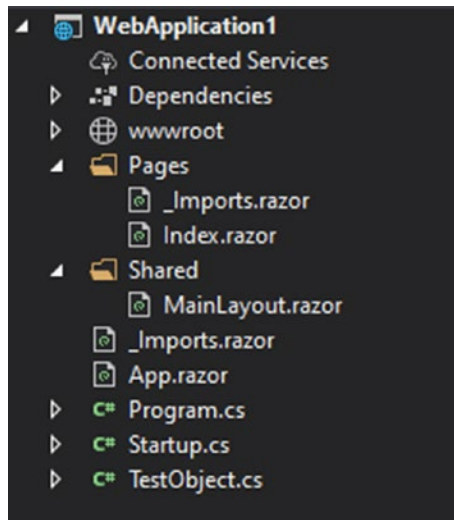 WebApplication1
Connected Services
Dependencies
wwwroot
Pages
_Imports.razor
Index.razor
Shared
MainLayout.razor
_Imports.razor
App.razor
C# Program.cs
C# Startup.cs
C# TestObject.cs